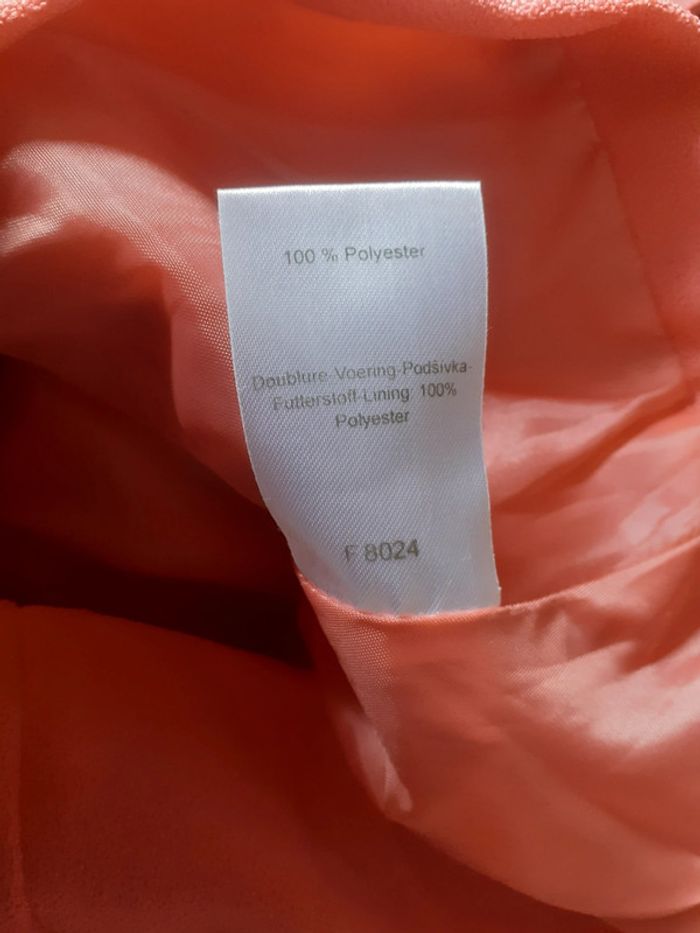 100 % Polyester
Doublure-Voering-Podšivka-
Futterstoff-Lining 100%
Polyester
F 8024